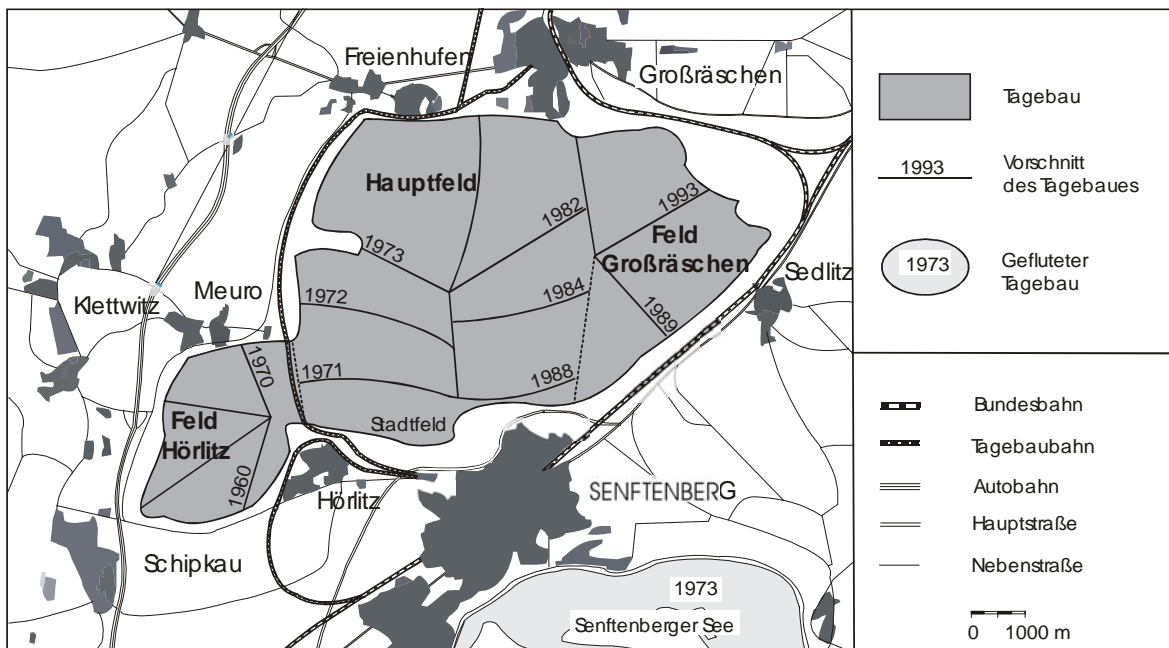 Freienhufen
Großräschen
Hauptfeld
1982
1993
1973
Feld
Großräschen
Sedlitz
Klettwitz
Meuro
1972
1984
1989
1970
1971
1988
Feld
Hörlitz
Stadtfeld
1960
Hörlitz
SENFTENBERG
Schipkau
1973
Senftenberger See
Tagebau
1993
Vorschnitt
des Tagebaues
1973
Gefluteter
Tagebau
Bundesbahn
Tagebaubahn
Autobahn
Hauptstraße
Nebenstraße
0 1000 m